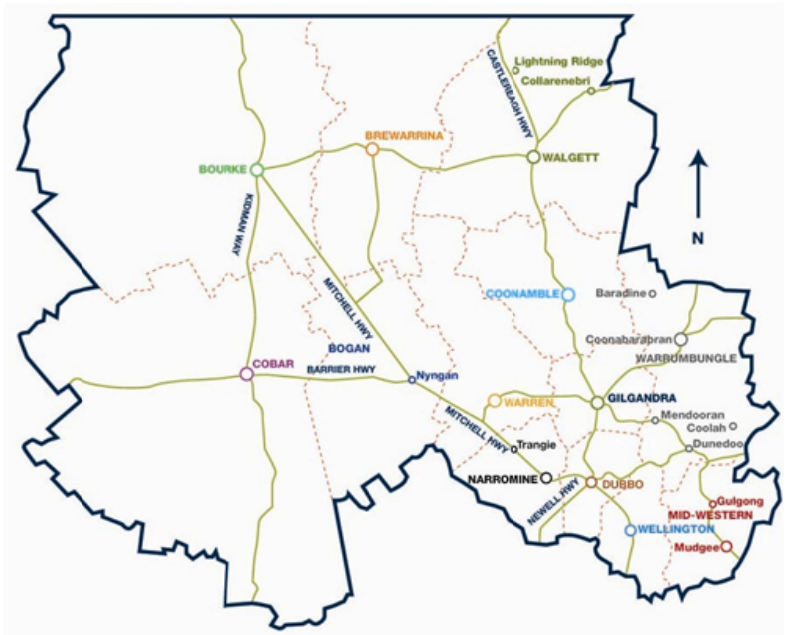 Lightning Ridge
Collarenebri
CASTLEREAGH HWY
BREWARRINA
WALGETT
BOURKE
KIDMAN WAY
N
COONAMBLE
Baradine
MITCHELL HWY
Coonabarabran
WARRUMBUNGLE
BOGAN
COBAR
BARRIER HWY
Nyngan
WARREN
GILGANDRA
MITCHELL HWY
Mendooran
Coolah
Dunedoo
Trangie
NARROMINE
DUBBO
NEWELL HWY
Gulgong
MID-WESTERN
WELLINGTON
Mudgee